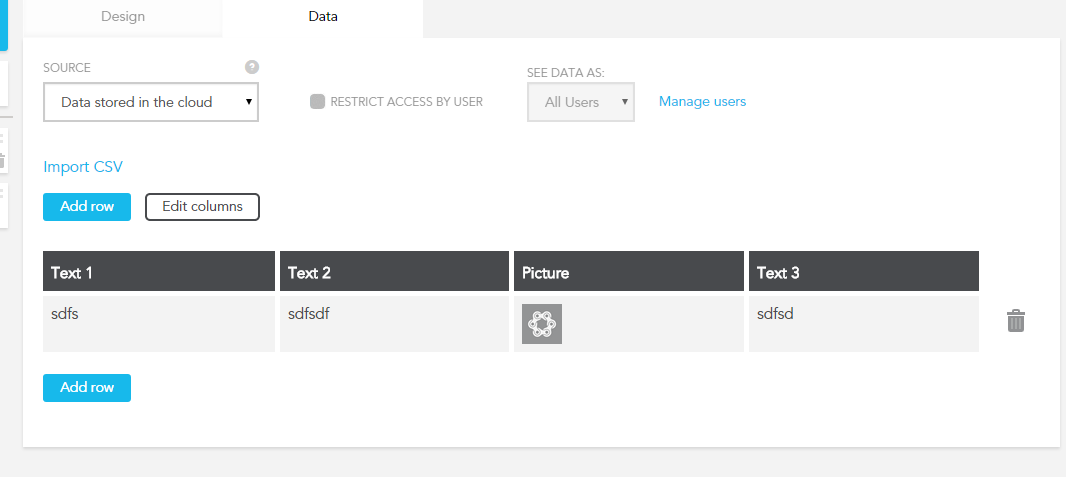 Design
Data
SOURCE
?
SEE DATA AS:
Data stored in the cloud
RESTRICT ACCESS BY USER
All Users
Manage users
Import CSV
Add row
Edit columns
Text 1
Text 2
Picture
Text 3
sdfs
sdfsdf
sdfsd
Add row